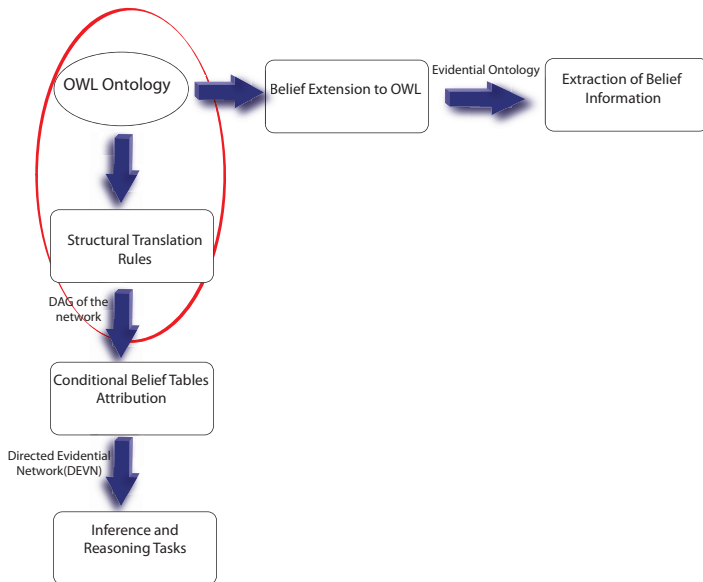 OWL Ontology
Belief Extension to OWL
Evidential Ontology
Extraction of Belief
Information
Structural Translation
Rules
DAG of the
network
Conditional Belief Tables
Attribution
Directed Evidential
Network(DEVN)
Inference and
Reasoning Tasks